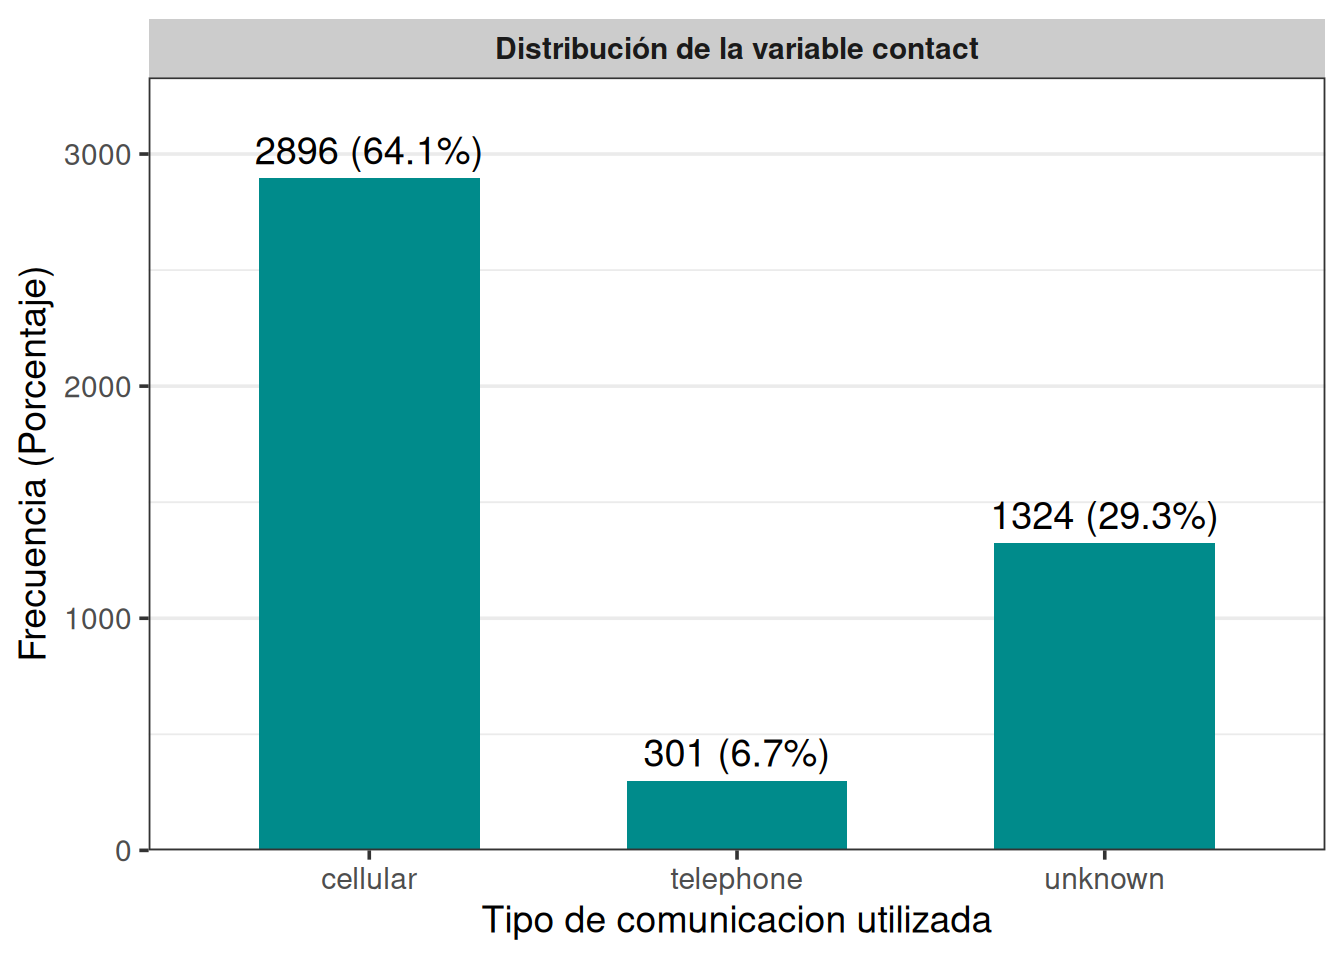 Distribución de la variable contact
Frecuencia (Porcentaje)
3000
2000
1000
0
2896 (64.1%)
301 (6.7%)
1324 (29.3%)
cellular
telephone
unknown
Tipo de comunicacion utilizada